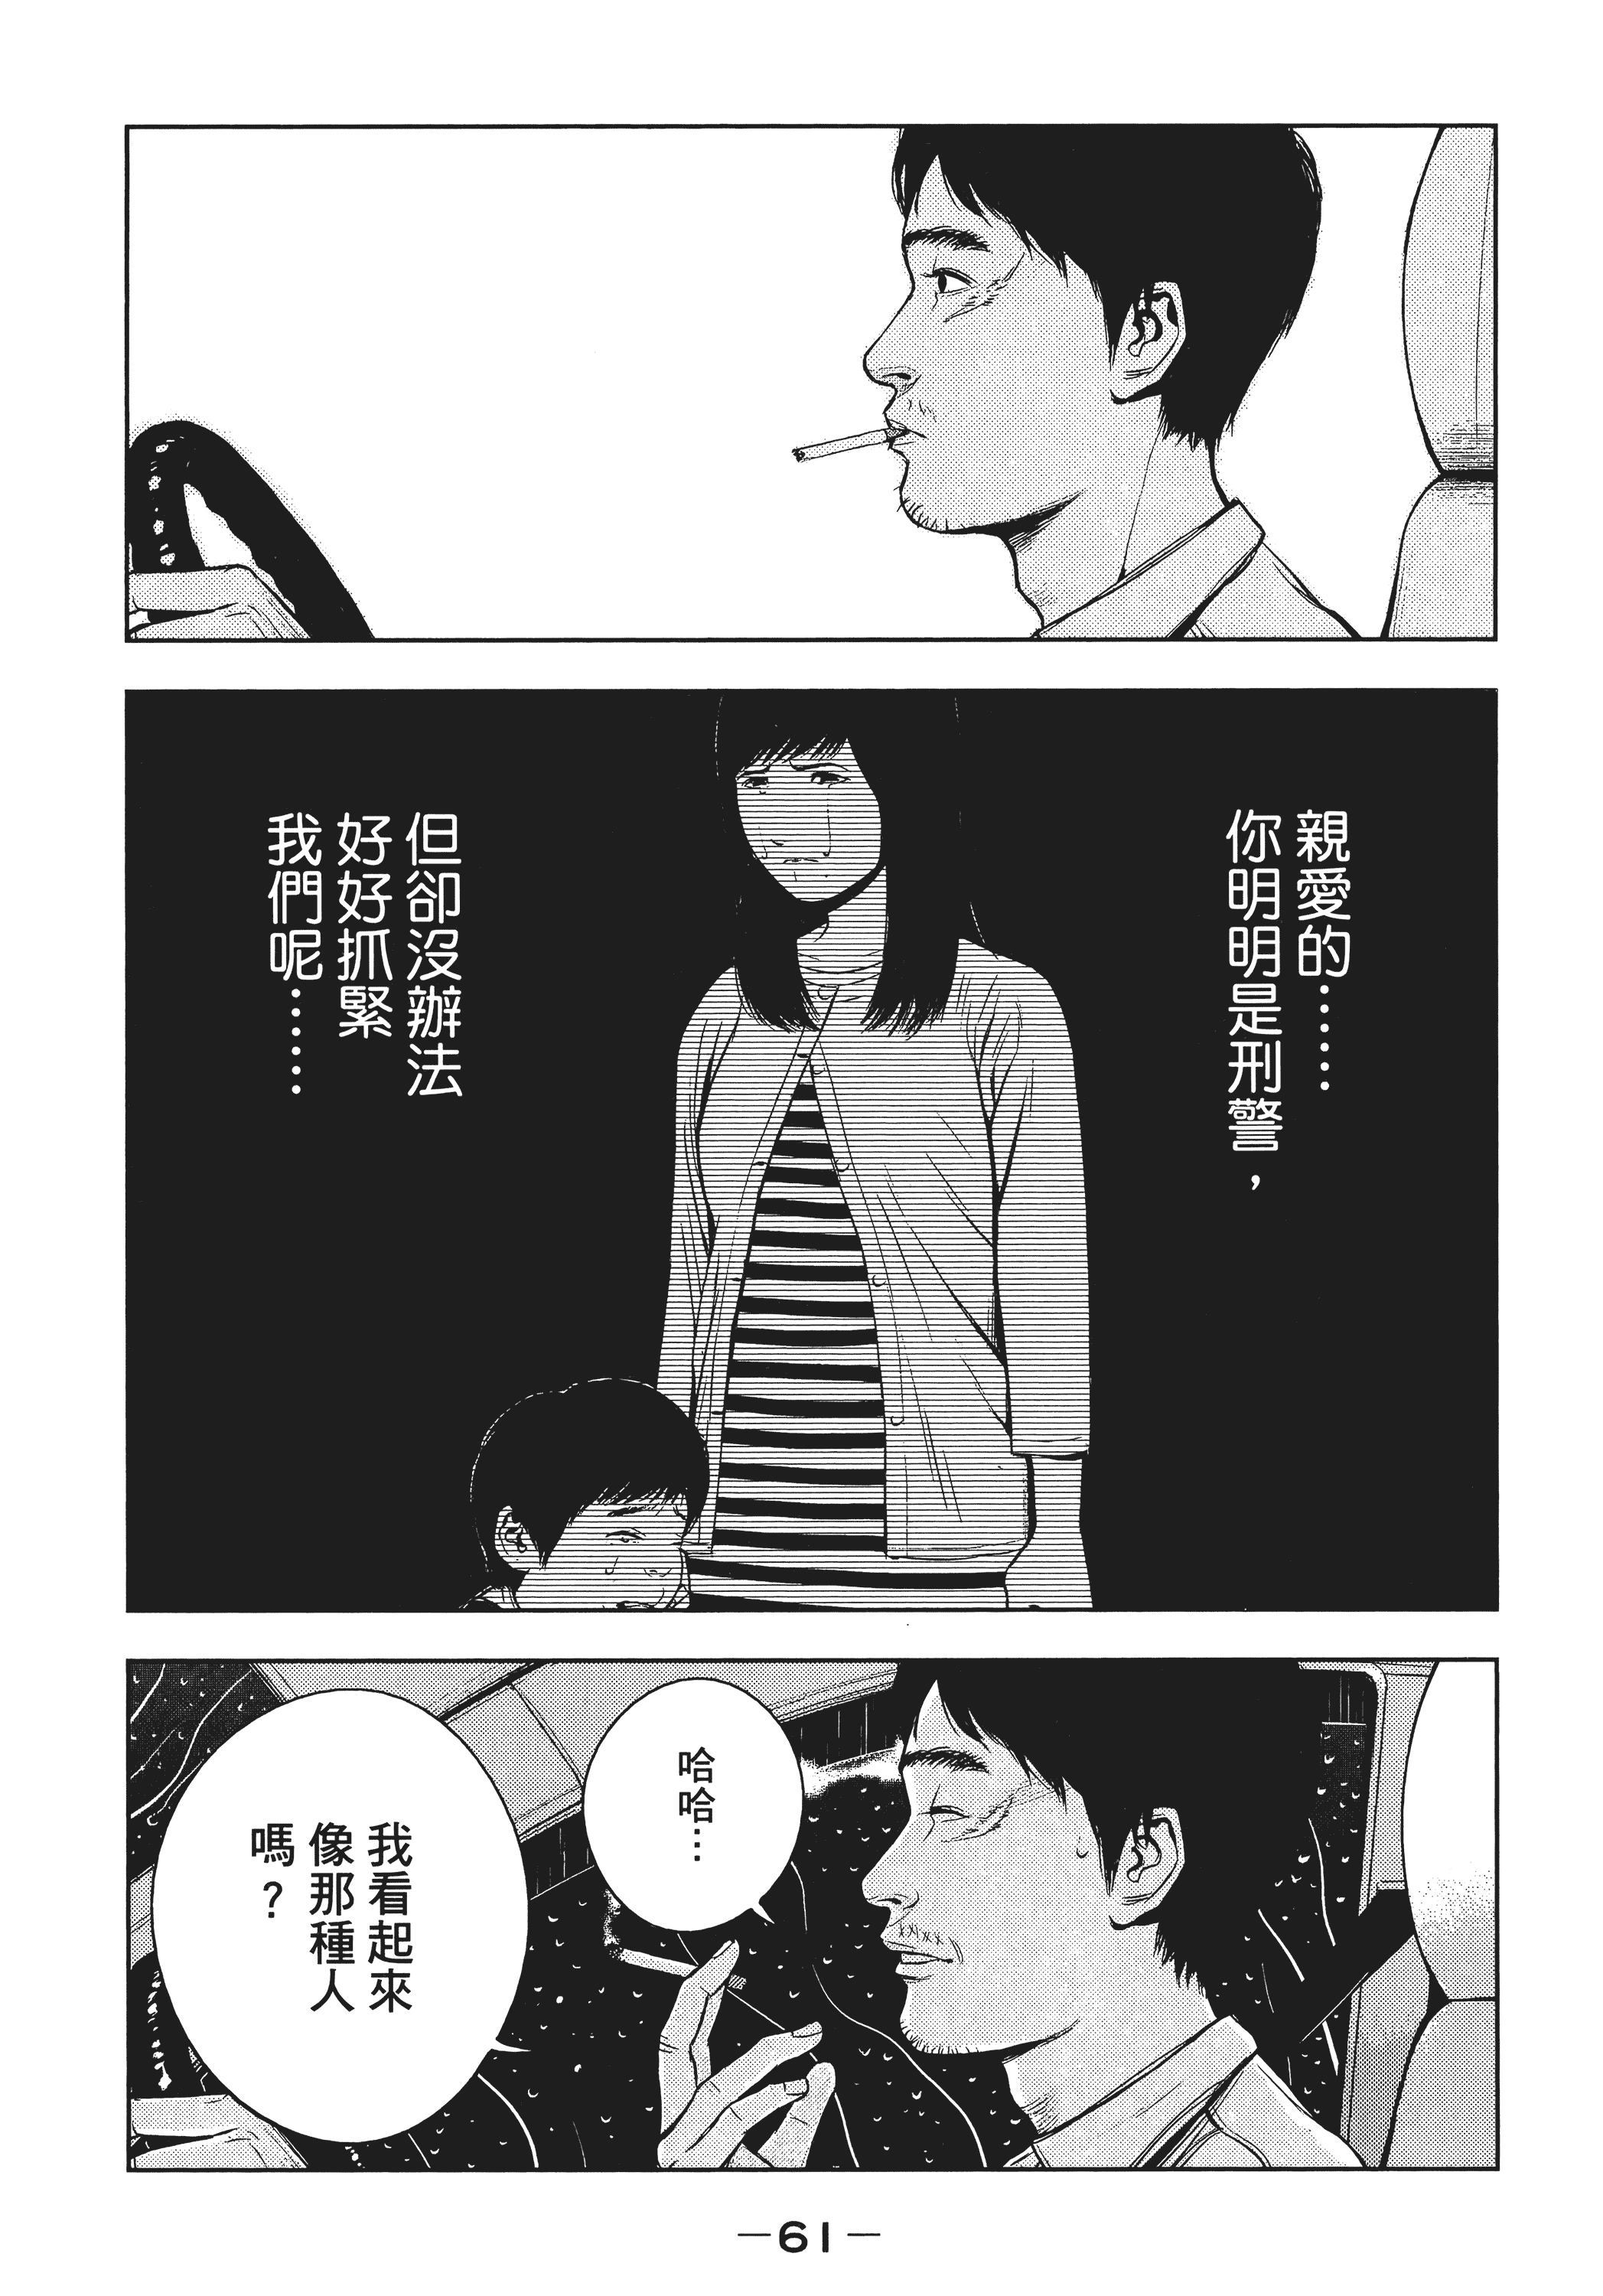 親愛的……
你明明是刑警，
但卻沒辦法
好好抓緊
我們呢……
哈哈…
我看起來
像那種人
嗎？
—61—